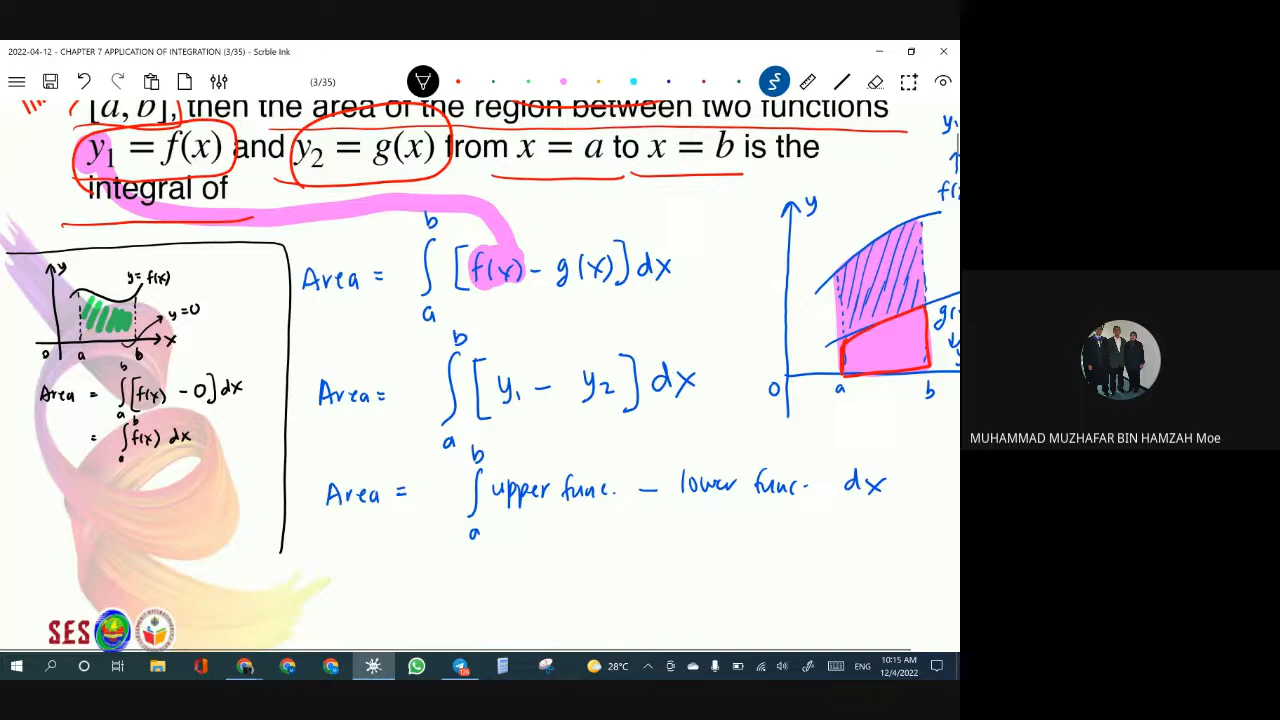 2022-04-12 - CHAPTER 7 APPLICATION OF INTEGRATION (3/35) - Scrble Ink
(3/35)
[a, b], then the area of the region between two functions
y₁ = f(x) and y₂ = g(x) from x = a to x = b is the
integral of
Area = ∫ₐᵇ [f(x) - g(x)] dx
Area = ∫ₐᵇ [y₁ - y₂] dx
Area = ∫ₐᵇ upper func. - lower func. dx
y
y = f(x)
y = 0
x
0 a b
Area = ∫ₐᵇ [f(x) - 0] dx
= ∫ₐᵇ f(x) dx
y₁
f(
y
g(
0 a b
SES
MUHAMMAD MUZHAFAR BIN HAMZAH Moe
28°C
ENG
10:15 AM
12/4/2022